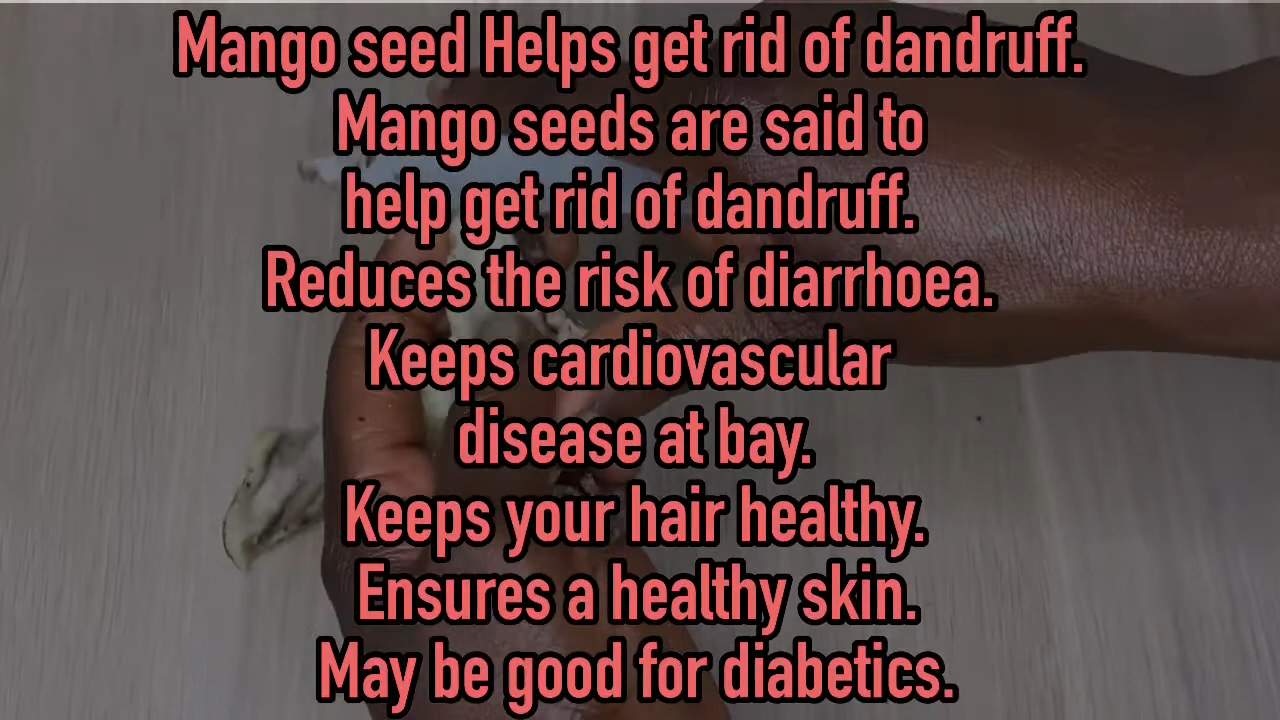 Mango seed Helps get rid of dandruff.
Mango seeds are said to
help get rid of dandruff.
Reduces the risk of diarrhoea.
Keeps cardiovascular
disease at bay.
Keeps your hair healthy.
Ensures a healthy skin.
May be good for diabetics.